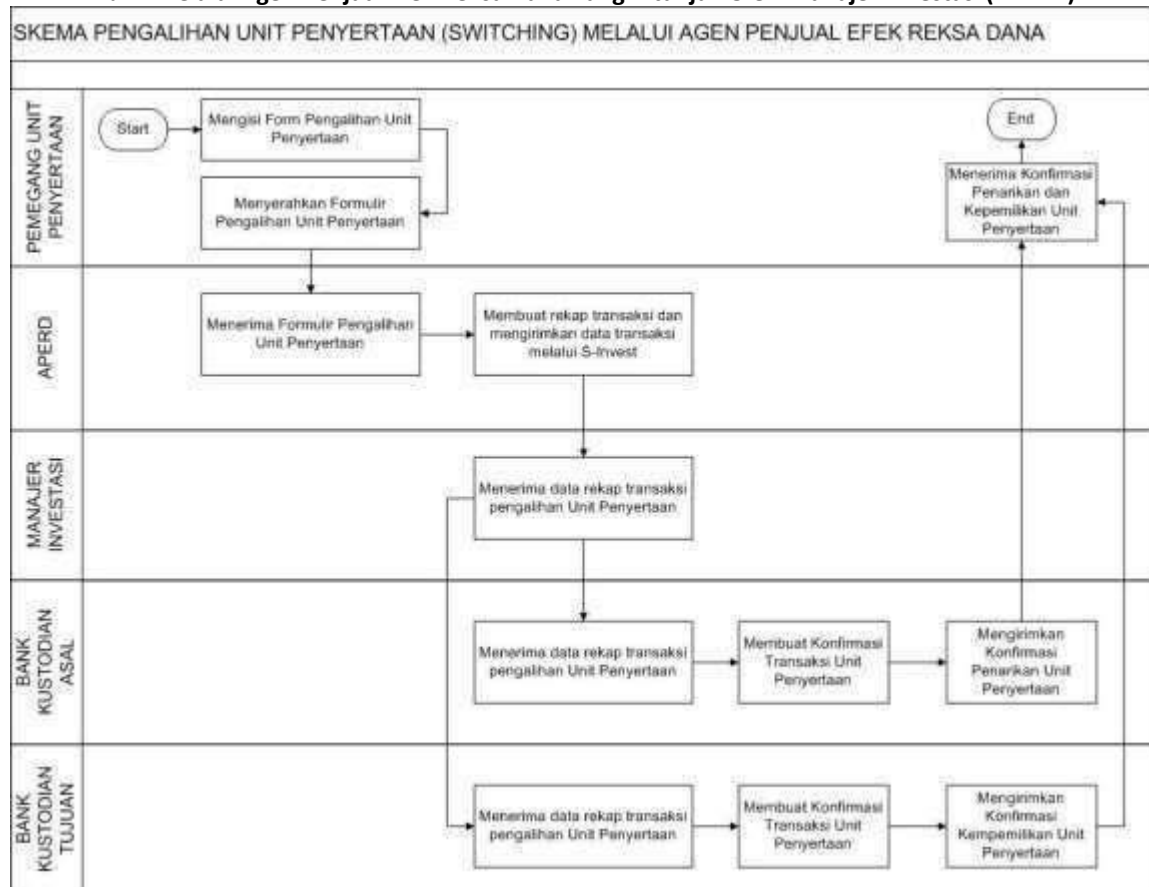 SKEMA PENGALIHAN UNIT PENYERTAAN (SWITCHING) MELALUI AGEN PENJUAL EFEK REKSA DANA
PEMEGANG UNIT
PENYERTAAN
Start
Mengisi Form Pengalihan Unit
Penyertaan
Menyerahkan Formulir
Pengalihan Unit Penyertaan
End
Menerima Konfirmasi
Penarikan dan
Kepemilikan Unit
Penyertaan
APERD
Menerima Formulir Pengalihan
Unit Penyertaan
Membuat rekap transaksi dan
mengirimkan data transaksi
melalui S-Invest
MANAJER
INVESTASI
Menerima data rekap transaksi
pengalihan Unit Penyertaan
BANK
KUSTODIAN
ASAL
Menerima data rekap transaksi
pengalihan Unit Penyertaan
Membuat Konfirmasi
Transaksi Unit
Penyertaan
Mengirimkan
Konfirmasi
Penarikan Unit
Penyertaan
BANK
KUSTODIAN
TUJUAN
Menerima data rekap transaksi
pengalihan Unit Penyertaan
Membuat Konfirmasi
Transaksi Unit
Penyertaan
Mengirimkan
Konfirmasi
Kempemilikan Unit
Penyertaan